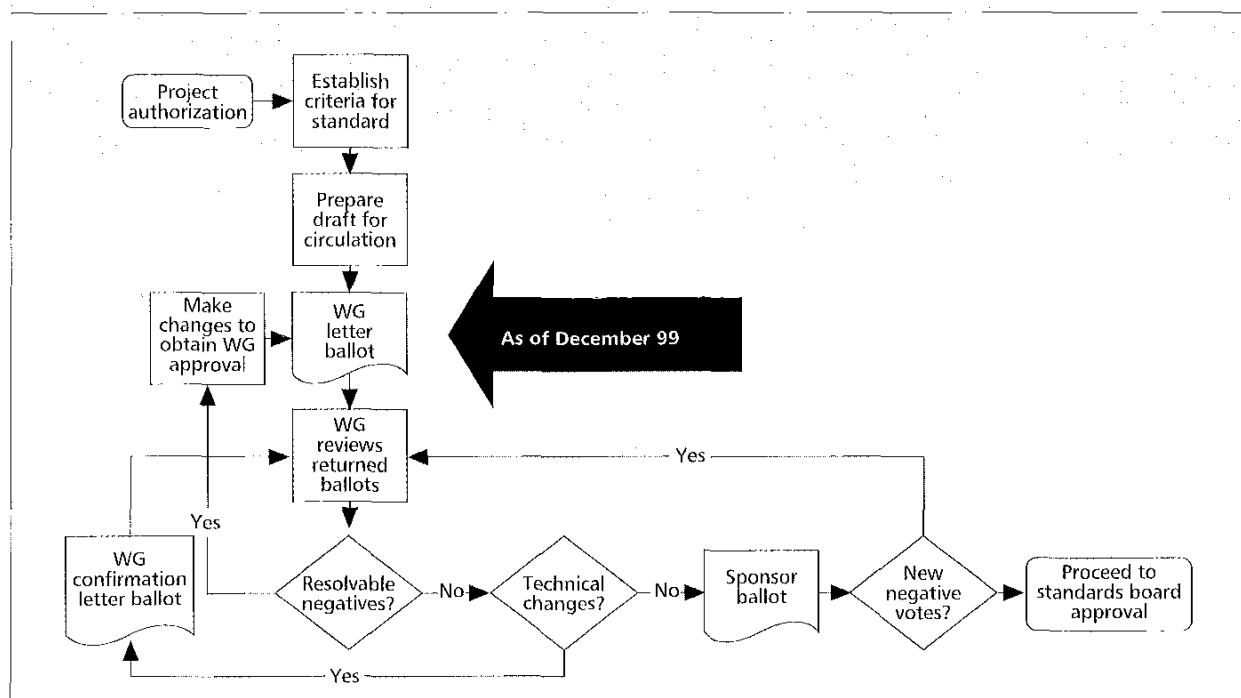 Project
authorization
Establish
criteria for
standard
Prepare
draft for
circulation
Make
changes to
obtain WG
approval
WG
letter
ballot
As of December 99
WG
reviews
returned
ballots
Yes
Yes
WG
confirmation
letter ballot
Resolvable
negatives?
No
Technical
changes?
No
Sponsor
ballot
New
negative
votes?
Proceed to
standards board
approval
Yes